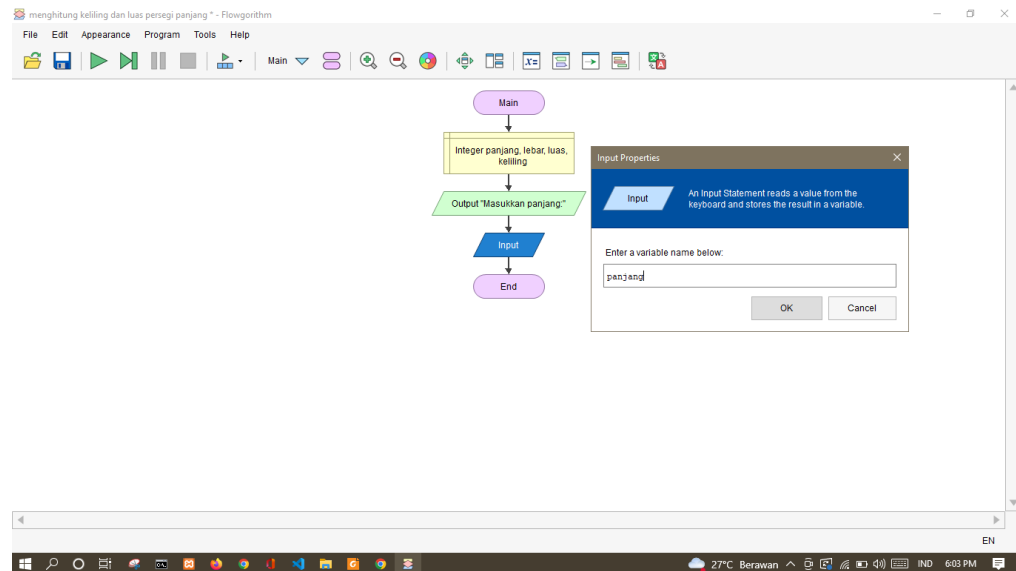 menghitung keliling dan luas persegi panjang * - Flowgorithm
File Edit Appearance Program Tools Help
Main
x=
Main
Integer panjang, lebar, luas,
keliling
Output "Masukkan panjang:"
Input
End
Input Properties
Input
An Input Statement reads a value from the
keyboard and stores the result in a variable.
Enter a variable name below:
panjang
OK Cancel
EN
27°C Berawan IND 6:03 PM